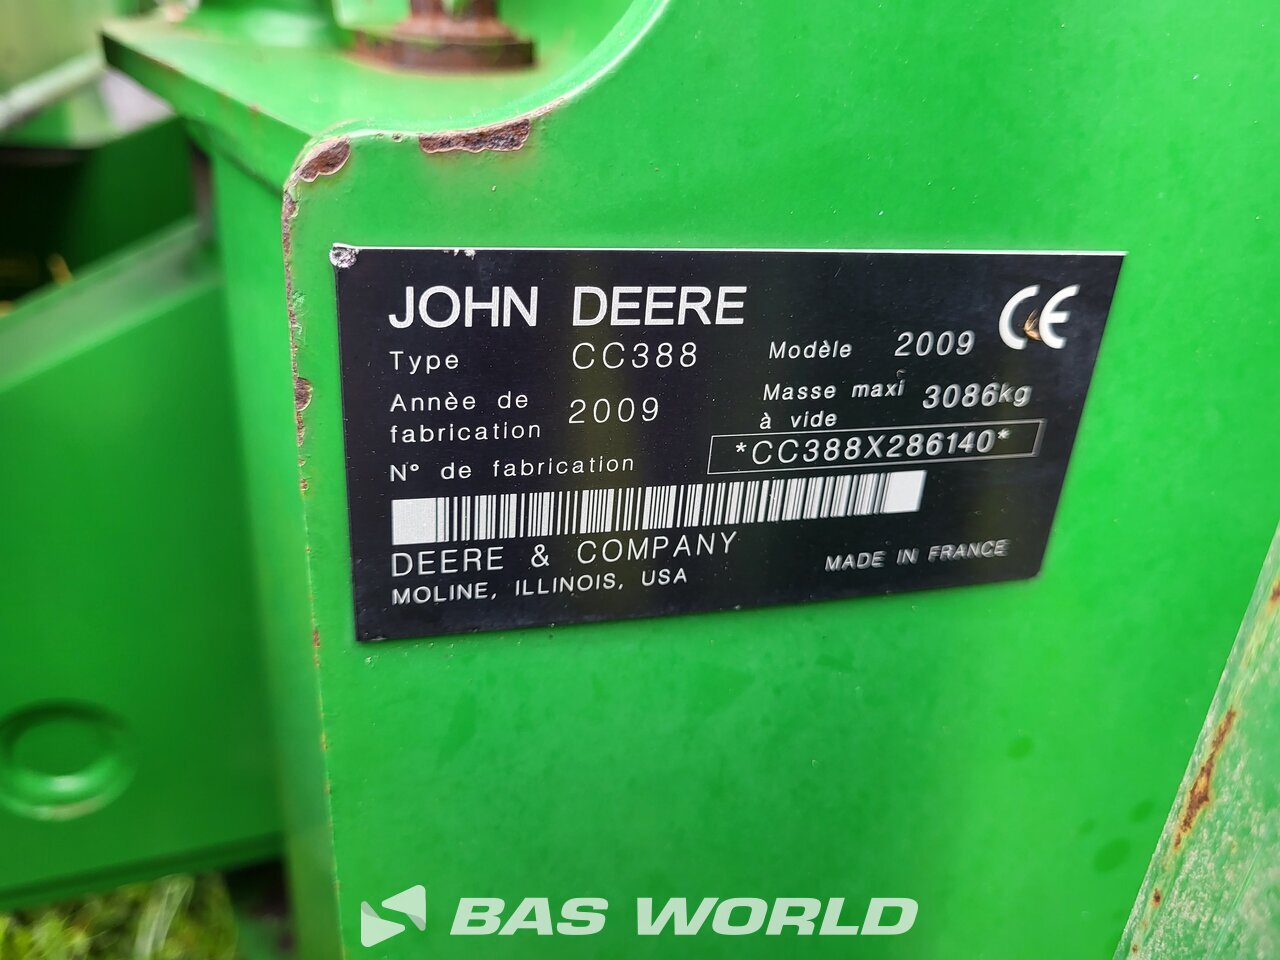 JOHN DEERE
CE
Type CC388 Modèle 2009
Annèe de fabrication 2009
Masse maxi à vide 3086kg
N° de fabrication *CC388X286140*
DEERE & COMPANY
MOLINE, ILLINOIS, USA
MADE IN FRANCE
BAS WORLD